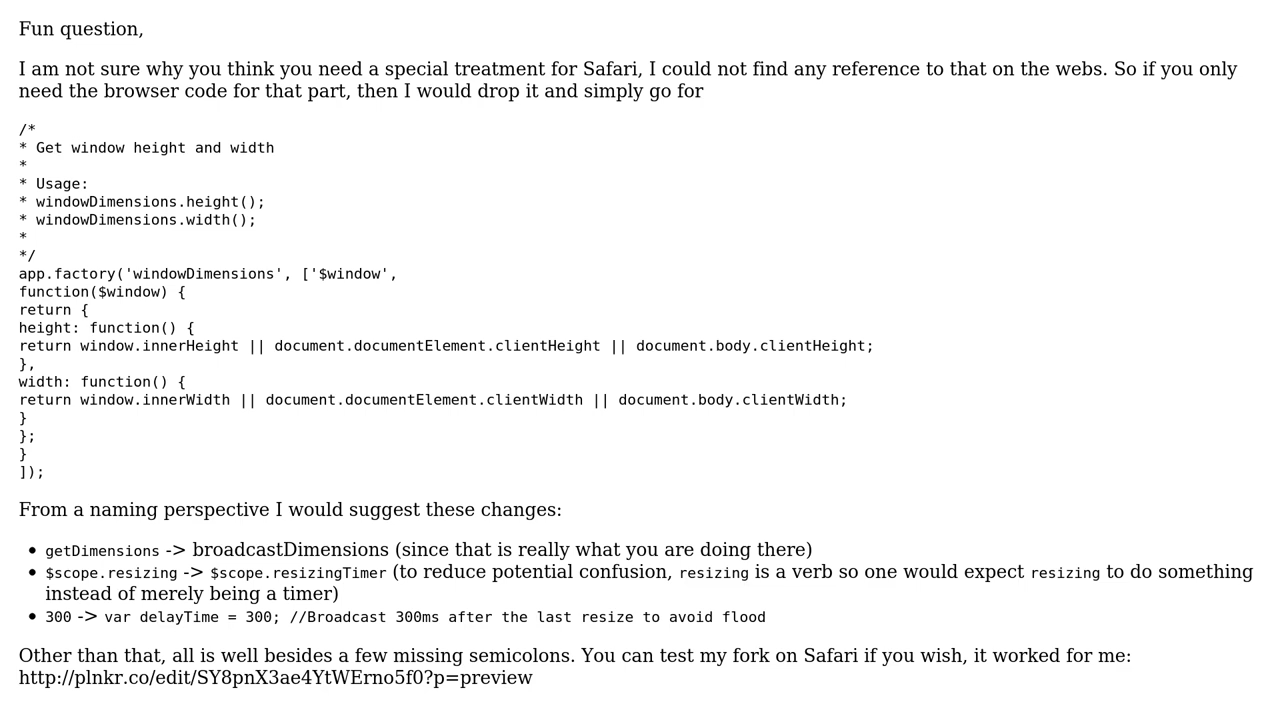 Fun question,
I am not sure why you think you need a special treatment for Safari, I could not find any reference to that on the webs. So if you only
need the browser code for that part, then I would drop it and simply go for
/*
* Get window height and width
*
* Usage:
* windowDimensions.height();
* windowDimensions.width();
*
*/
app.factory('windowDimensions', ['$window',
function($window) {
return {
height: function() {
return window.innerHeight || document.documentElement.clientHeight || document.body.clientHeight;
},
width: function() {
return window.innerWidth || document.documentElement.clientWidth || document.body.clientWidth;
}
};
}
]);
From a naming perspective I would suggest these changes:
• getDimensions -> broadcastDimensions (since that is really what you are doing there)
• $scope.resizing -> $scope.resizingTimer (to reduce potential confusion, resizing is a verb so one would expect resizing to do something
instead of merely being a timer)
• 300 -> var delayTime = 300; //Broadcast 300ms after the last resize to avoid flood
Other than that, all is well besides a few missing semicolons. You can test my fork on Safari if you wish, it worked for me:
http://plnkr.co/edit/SY8pnX3ae4YtWErno5f0?p=preview